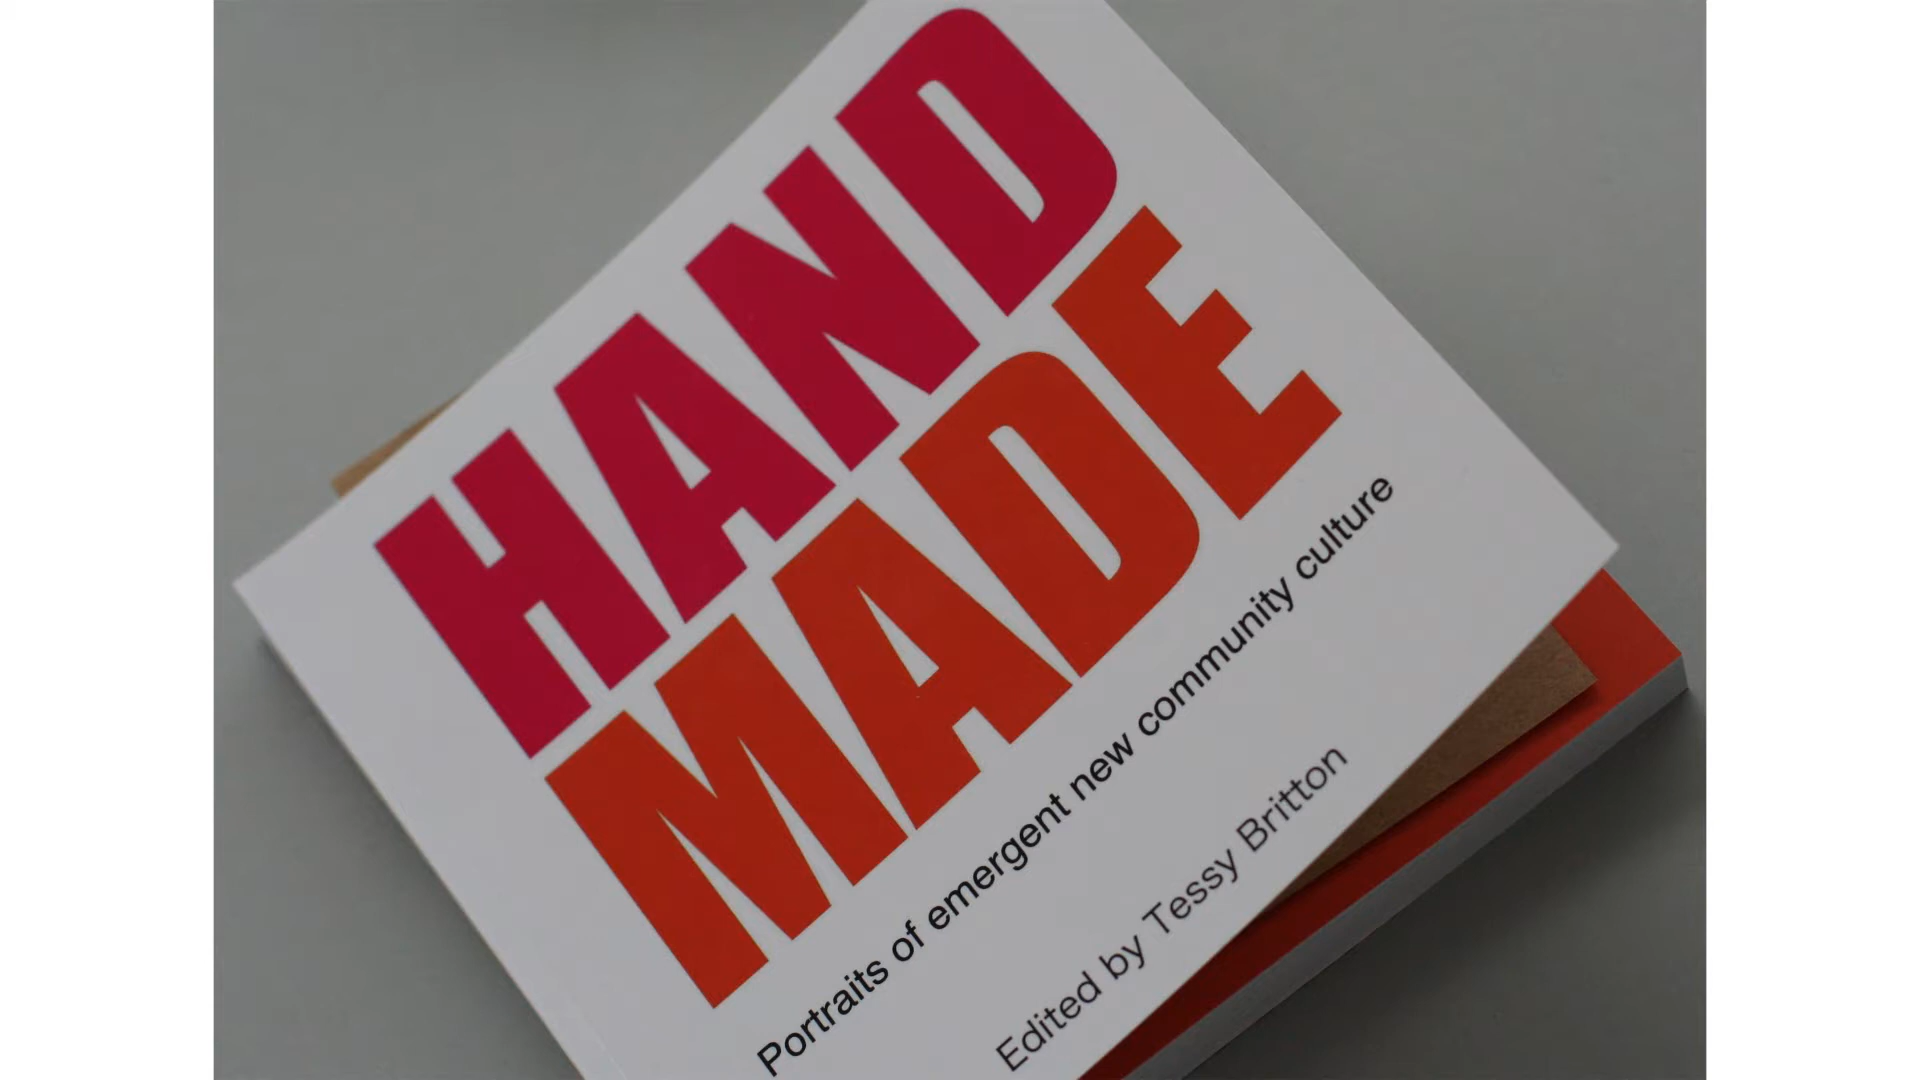 HAND
MADE
Portraits of emergent new community culture
Edited by Tessy Britton